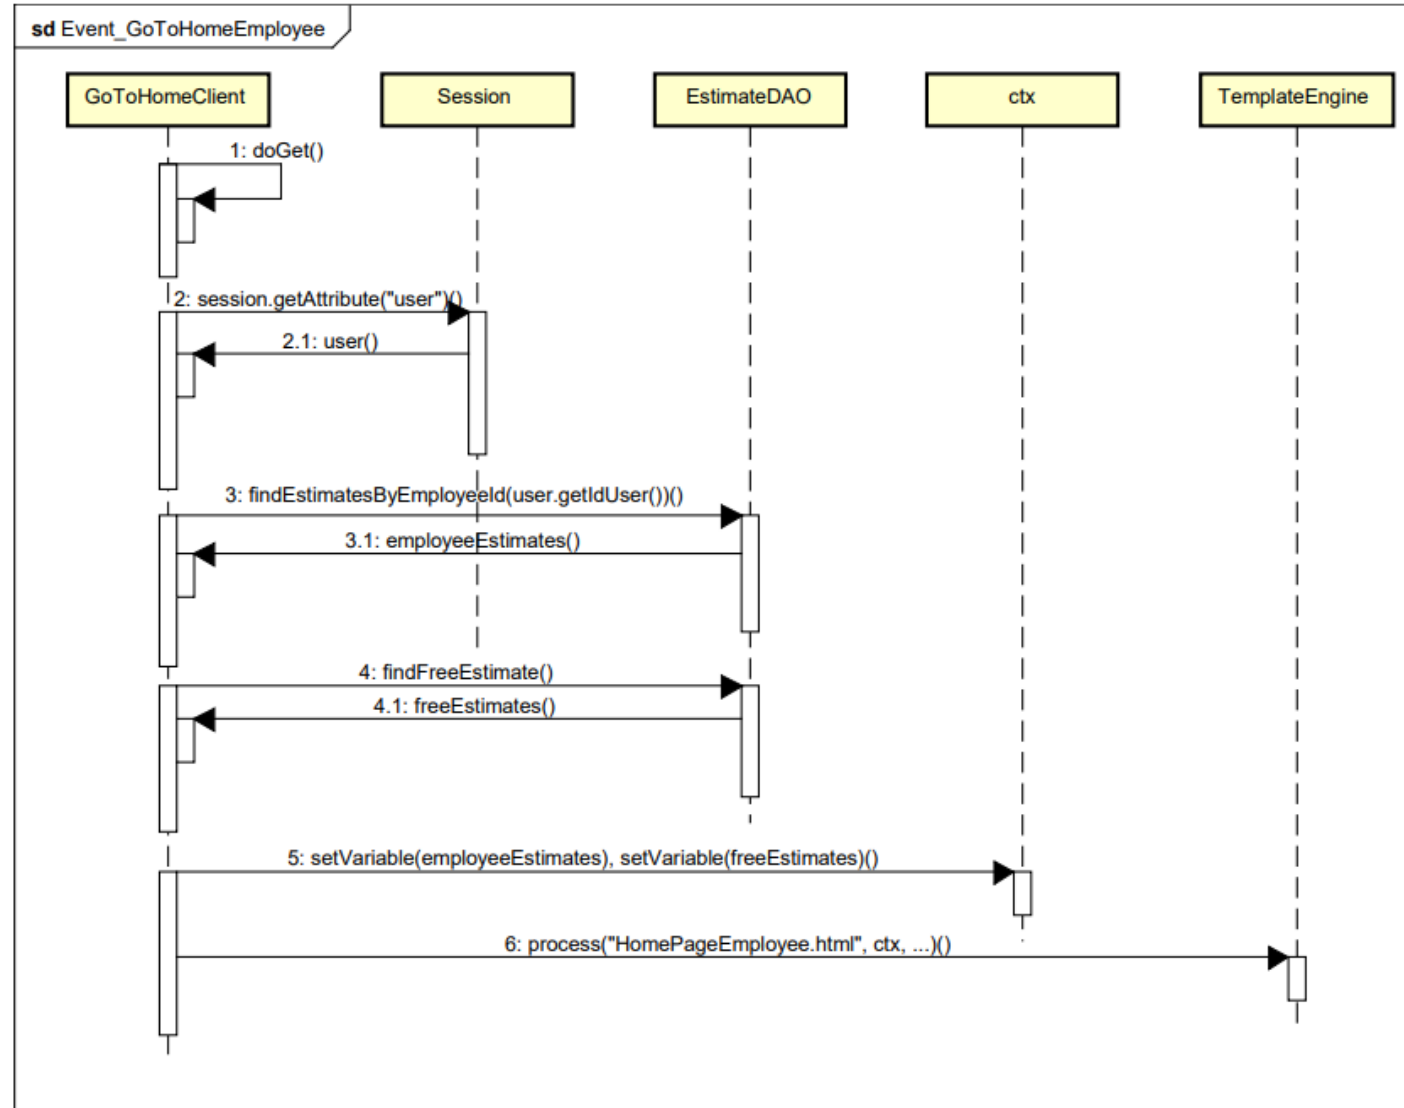 sd Event_GoToHomeEmployee
GoToHomeClient
Session
EstimateDAO
ctx
TemplateEngine
1: doGet()
2: session.getAttribute("user")()
2.1: user()
3: findEstimatesByEmployeeId(user.getIdUser())()
3.1: employeeEstimates()
4: findFreeEstimate()
4.1: freeEstimates()
5: setVariable(employeeEstimates), setVariable(freeEstimates)()
6: process("HomePageEmployee.html", ctx, ...)()